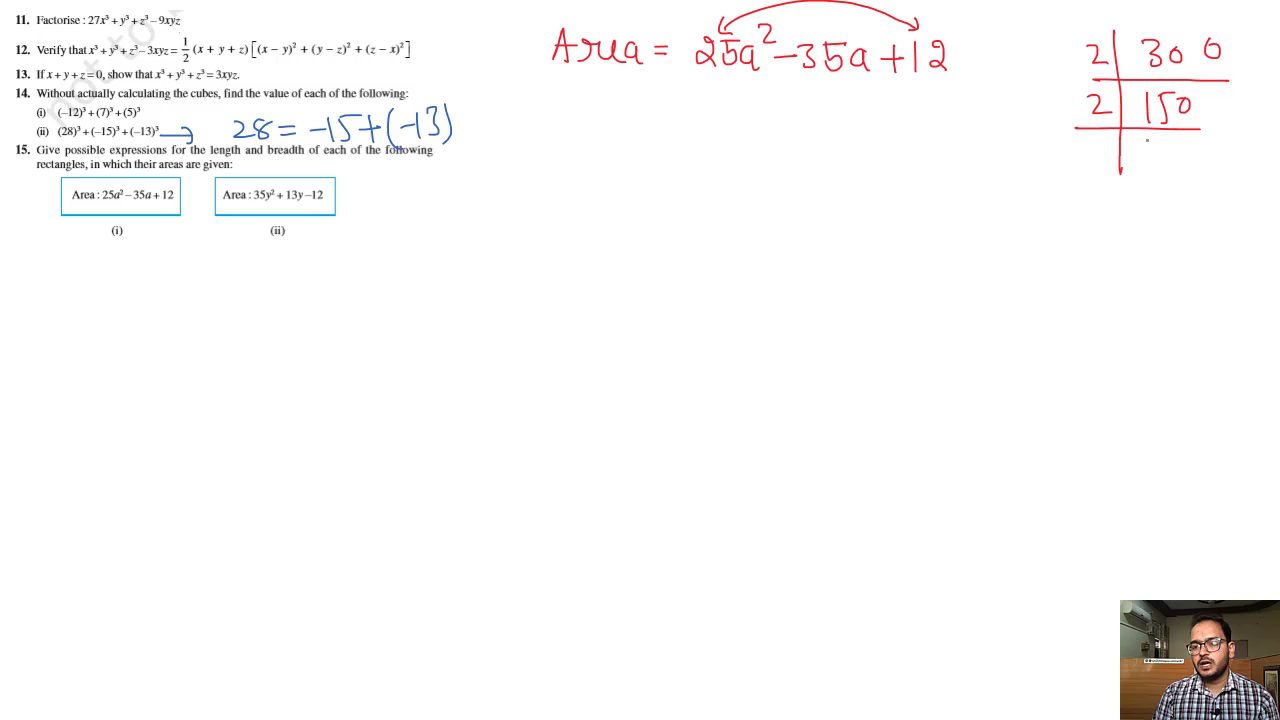 11. Factorise : 27x³ + y³ + z³ – 9xyz
12. Verify that x³ + y³ + z³ – 3xyz = 1/2 (x + y + z) [(x – y)² + (y – z)² + (z – x)²]
13. If x + y + z = 0, show that x³ + y³ + z³ = 3xyz.
14. Without actually calculating the cubes, find the value of each of the following:
(i) (–12)³ + (7)³ + (5)³
(ii) (28)³ + (–15)³ + (–13)³ → 28 = -15+(-13)
15. Give possible expressions for the length and breadth of each of the following
rectangles, in which their areas are given:
Area : 25a² – 35a + 12
(i)
Area : 35y² + 13y –12
(ii)
not to
Area = 25a² - 35a + 12
2 | 300
2 | 150